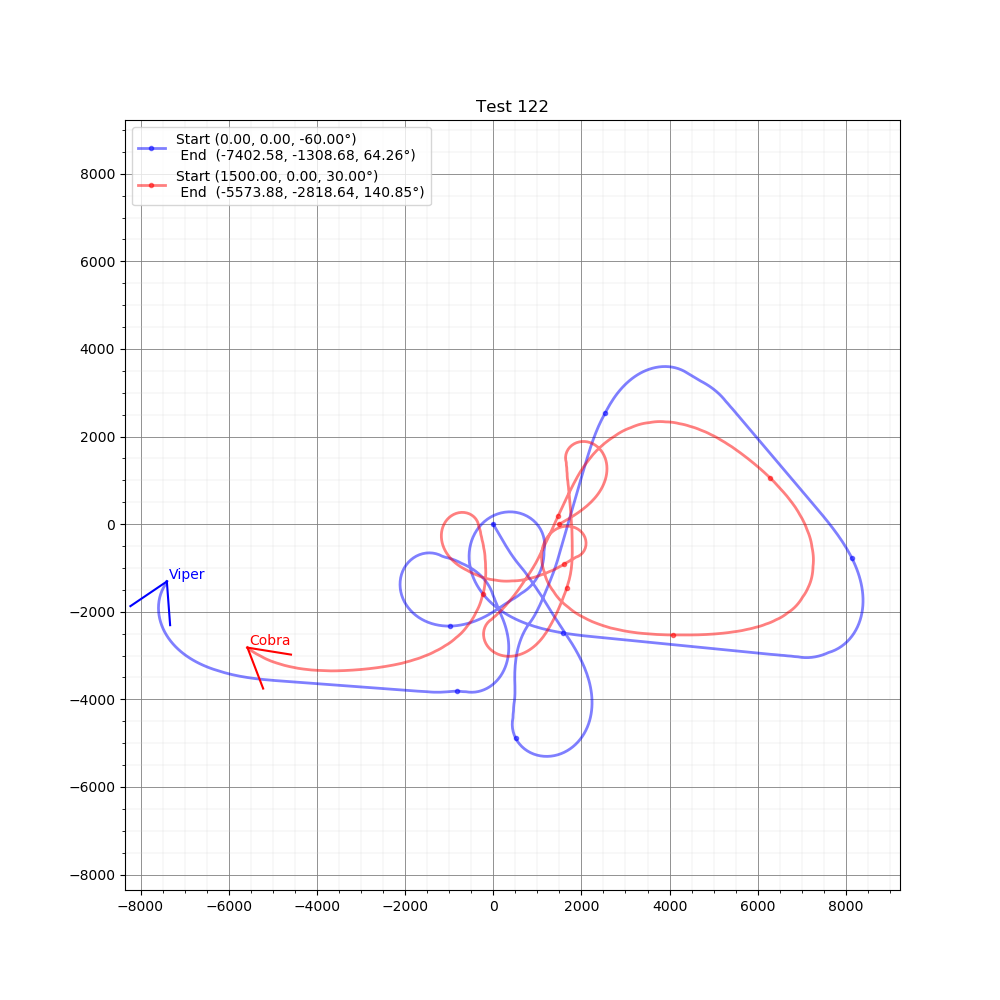 Test 122
Start (0.00, 0.00, -60.00°)
End (-7402.58, -1308.68, 64.26°)
Start (1500.00, 0.00, 30.00°)
End (-5573.88, -2818.64, 140.85°)
8000
6000
4000
2000
0
−2000
−4000
−6000
−8000
Viper
Cobra
−8000 −6000 −4000 −2000 0 2000 4000 6000 8000